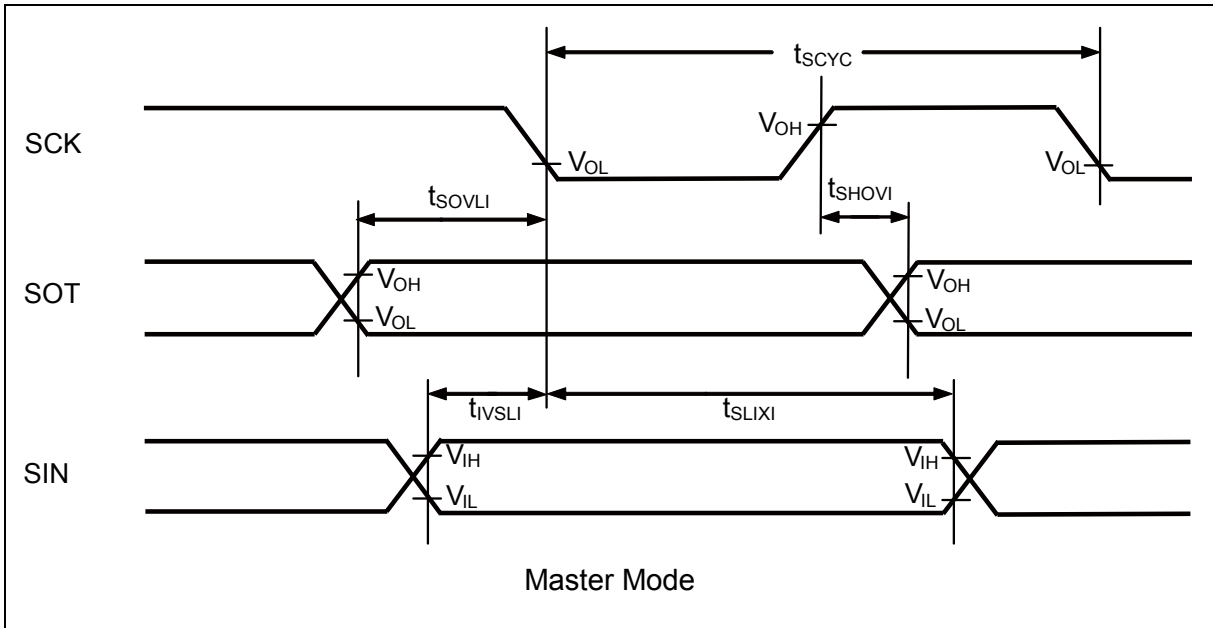 tSCYC
SCK
VOH
VOL
VOL
tSOVLI
tSHOVI
SOT
VOH
VOH
VOL
VOL
tIVSLI
tSLIXI
SIN
VIH
VIH
VIL
VIL
Master Mode